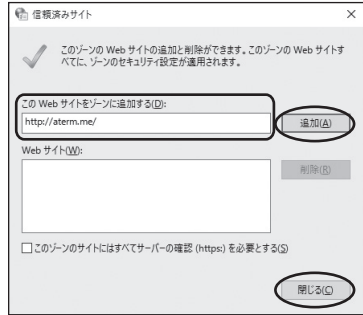 信頼済みサイト
このゾーンの Web サイトの追加と削除ができます。このゾーンの Web サイトす
べてに、ゾーンのセキュリティ設定が適用されます。
この Web サイトをゾーンに追加する(D):
http://aterm.me/
追加(A)
Web サイト(W):
削除(R)
このゾーンのサイトにはすべてサーバーの確認 (https:) を必要とする(S)
閉じる(C)